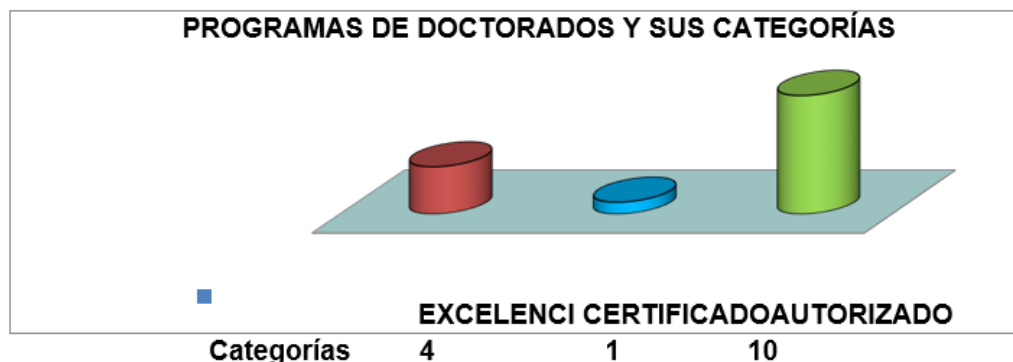 PROGRAMAS DE DOCTORADOS Y SUS CATEGORÍAS
EXCELENCI CERTIFICADOAUTORIZADO
Categorías 4 1 10